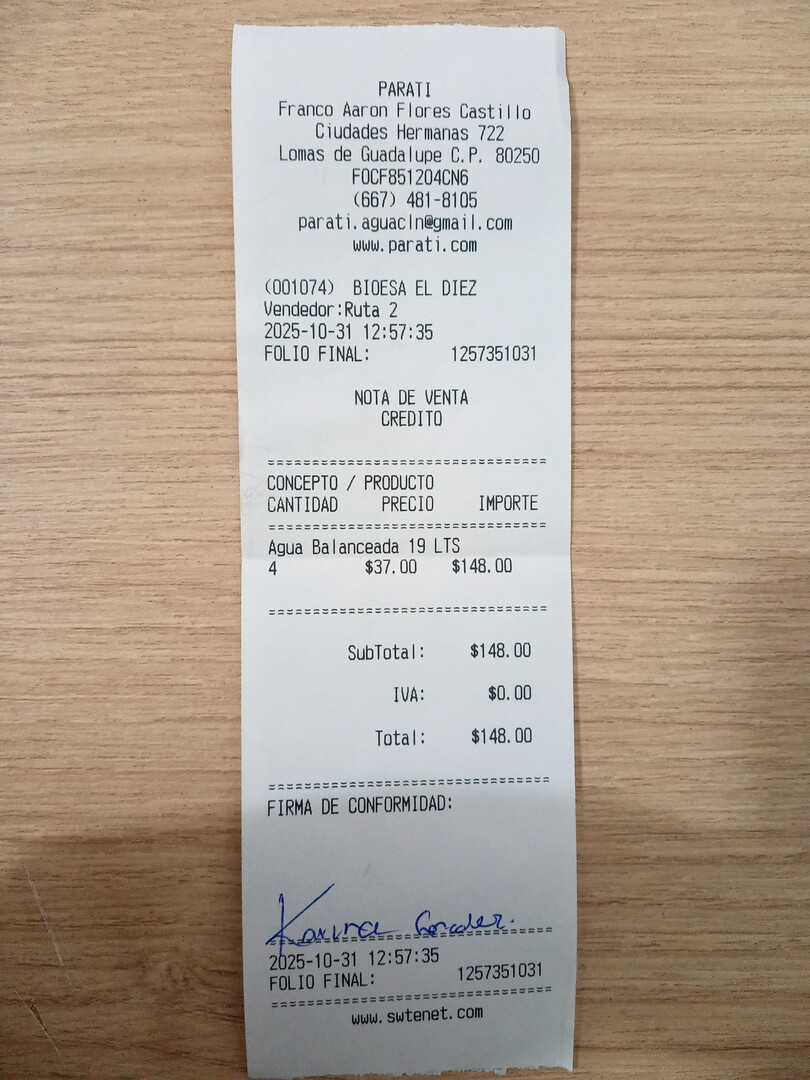 PARATI
Franco Aaron Flores Castillo
Ciudades Hermanas 722
Lomas de Guadalupe C.P. 80250
FOCF851204CN6
(667) 481-8105
parati.aguacln@gmail.com
www.parati.com
(001074) BIOESA EL DIEZ
Vendedor:Ruta 2
2025-10-31 12:57:35
FOLIO FINAL: 1257351031
NOTA DE VENTA
CREDITO
CONCEPTO / PRODUCTO
CANTIDAD PRECIO IMPORTE
Agua Balanceada 19 LTS
4 $37.00 $148.00
SubTotal: $148.00
IVA: $0.00
Total: $148.00
FIRMA DE CONFORMIDAD:
Karina
2025-10-31 12:57:35
FOLIO FINAL: 1257351031
www.swtenet.com